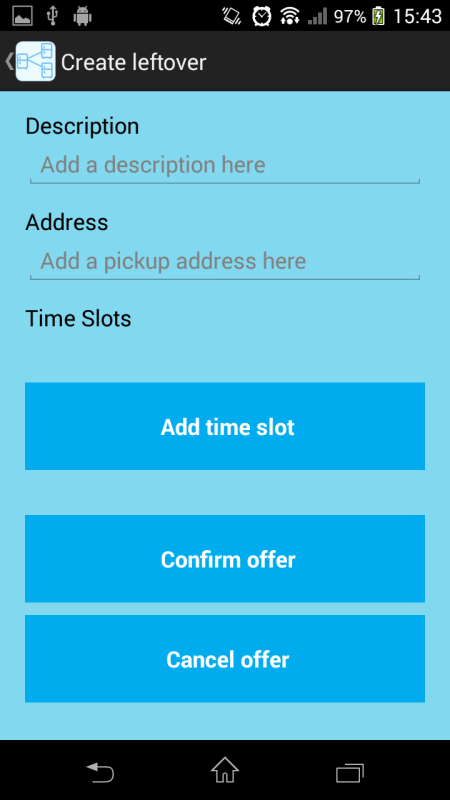 97% 15:43
Create leftover
Description
Add a description here
Address
Add a pickup address here
Time Slots
Add time slot
Confirm offer
Cancel offer